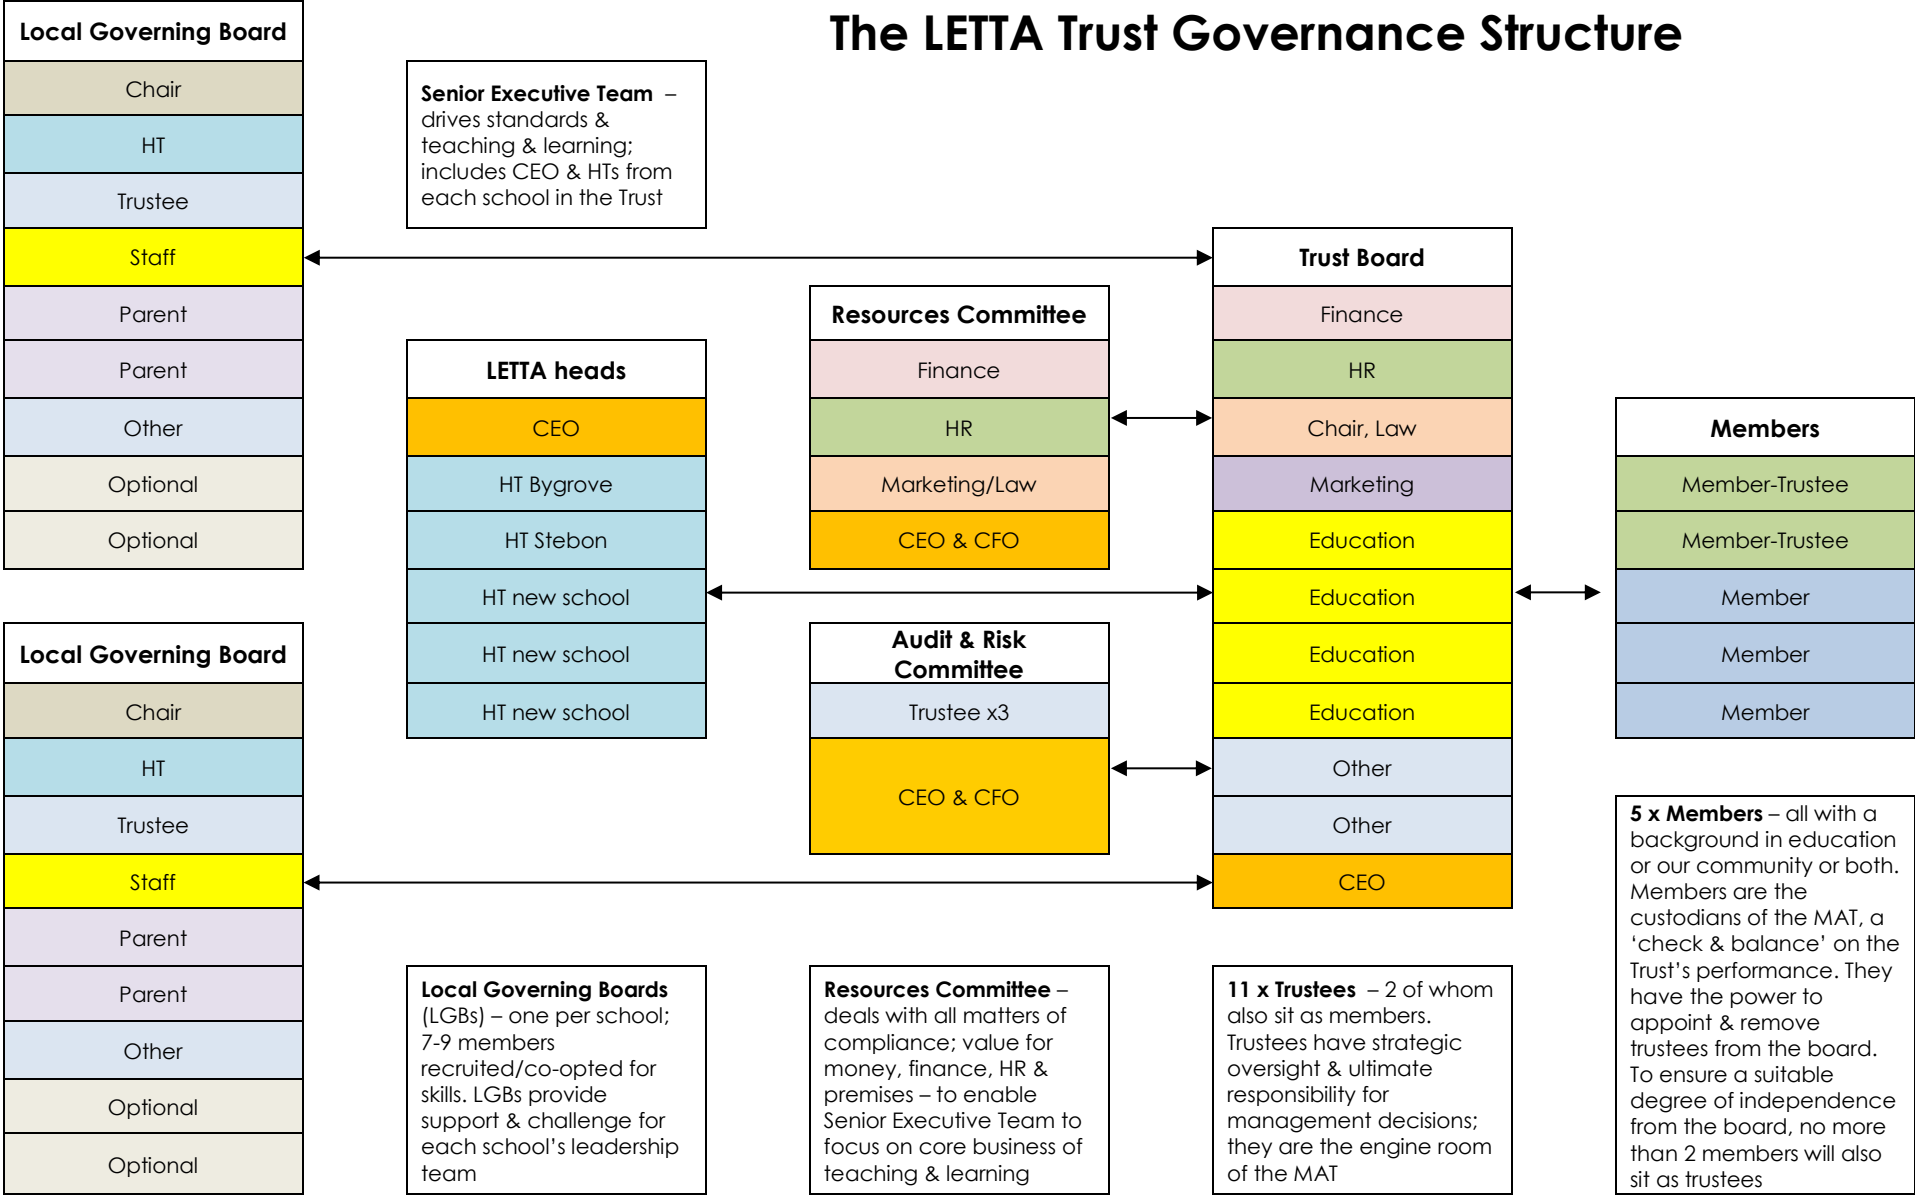 The LETTA Trust Governance Structure
Local Governing Board
Chair
HT
Trustee
Staff
Parent
Parent
Other
Optional
Optional
Local Governing Board
Chair
HT
Trustee
Staff
Parent
Parent
Other
Optional
Optional
Senior Executive Team –
drives standards &
teaching & learning;
includes CEO & HTs from
each school in the Trust
LETTA heads
CEO
HT Bygrove
HT Stebon
HT new school
HT new school
HT new school
Local Governing Boards
(LGBs) – one per school;
7-9 members
recruited/co-opted for
skills. LGBs provide
support & challenge for
each school’s leadership
team
Resources Committee
Finance
HR
Marketing/Law
CEO & CFO
Audit & Risk
Committee
Trustee x3
CEO & CFO
Resources Committee –
deals with all matters of
compliance; value for
money, finance, HR &
premises – to enable
Senior Executive Team to
focus on core business of
teaching & learning
Trust Board
Finance
HR
Chair, Law
Marketing
Education
Education
Education
Education
Other
Other
CEO
11 x Trustees – 2 of whom
also sit as members.
Trustees have strategic
oversight & ultimate
responsibility for
management decisions;
they are the engine room
of the MAT
Members
Member-Trustee
Member-Trustee
Member
Member
Member
5 x Members – all with a
background in education
or our community or both.
Members are the
custodians of the MAT, a
‘check & balance’ on the
Trust’s performance. They
have the power to
appoint & remove
trustees from the board.
To ensure a suitable
degree of independence
from the board, no more
than 2 members will also
sit as trustees